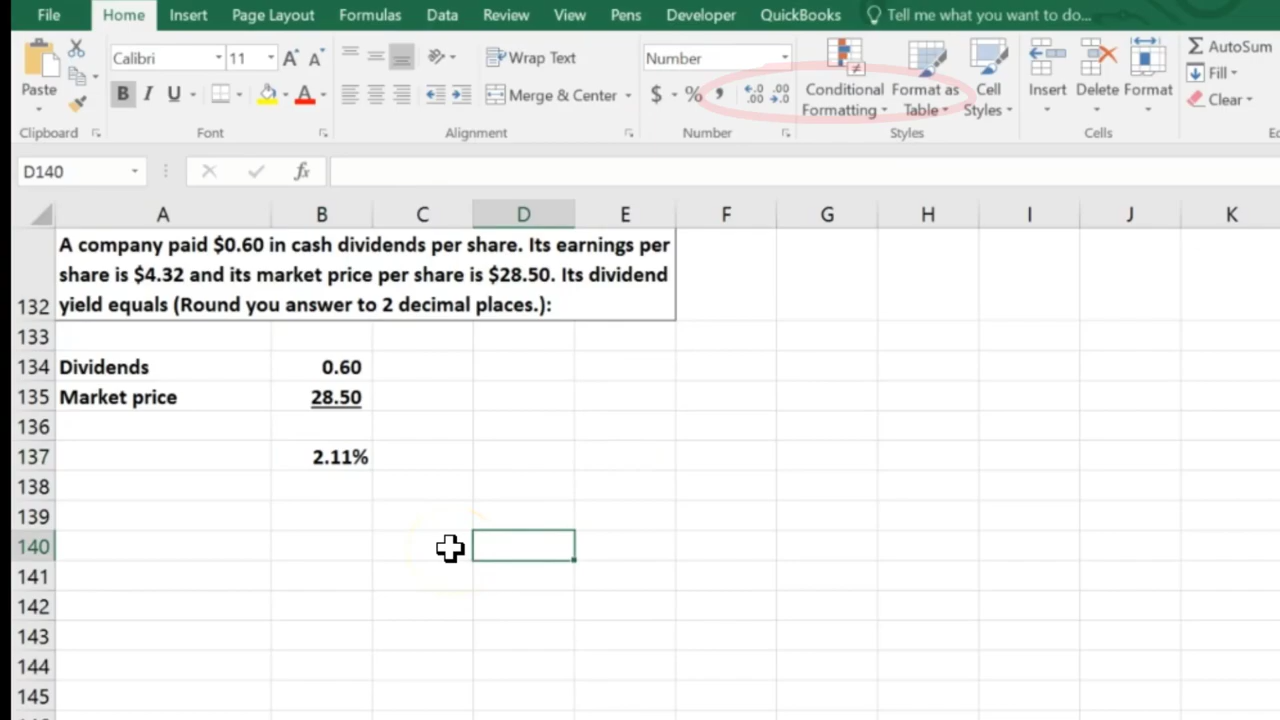 File Home Insert Page Layout Formulas Data Review View Pens Developer QuickBooks Tell me what you want to do...
Calibri 11 A A Wrap Text Number AutoSum
Paste B I U A Merge & Center $ % , Conditional Formatting Format as Table Cell Styles Insert Delete Format Fill Clear
Clipboard Font Alignment Number Styles Cells
D140 fx
A B C D E F G H I J K
A company paid $0.60 in cash dividends per share. Its earnings per
share is $4.32 and its market price per share is $28.50. Its dividend
132 yield equals (Round you answer to 2 decimal places.):
133
134 Dividends 0.60
135 Market price 28.50
136
137 2.11%
138
139
140
141
142
143
144
145